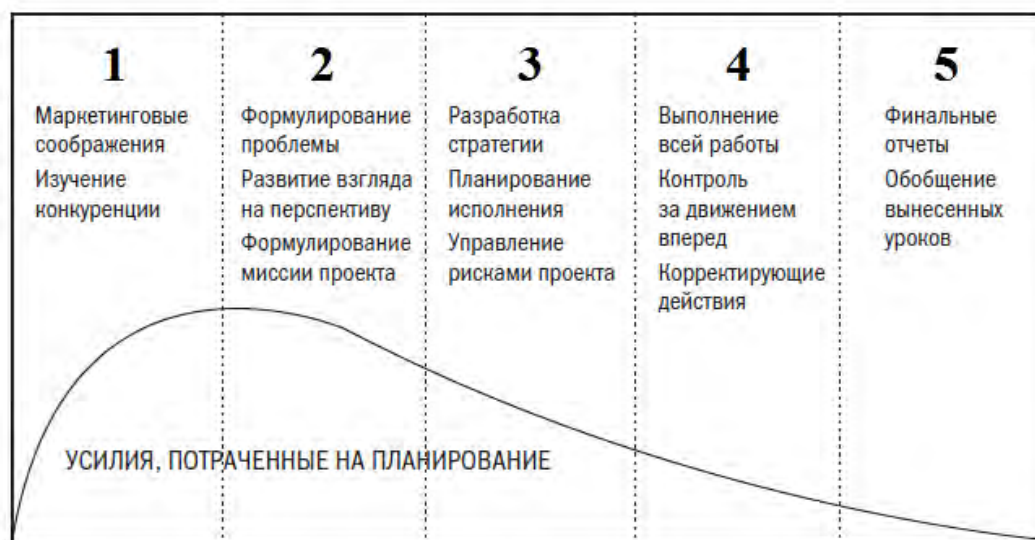 1
Маркетинговые
соображения
Изучение
конкуренции
2
Формулирование
проблемы
Развитие взгляда
на перспективу
Формулирование
миссии проекта
3
Разработка
стратегии
Планирование
исполнения
Управление
рисками проекта
4
Выполнение
всей работы
Контроль
за движением
вперед
Корректирующие
действия
5
Финальные
отчеты
Обобщение
вынесенных
уроков
УСИЛИЯ, ПОТРАЧЕННЫЕ НА ПЛАНИРОВАНИЕ